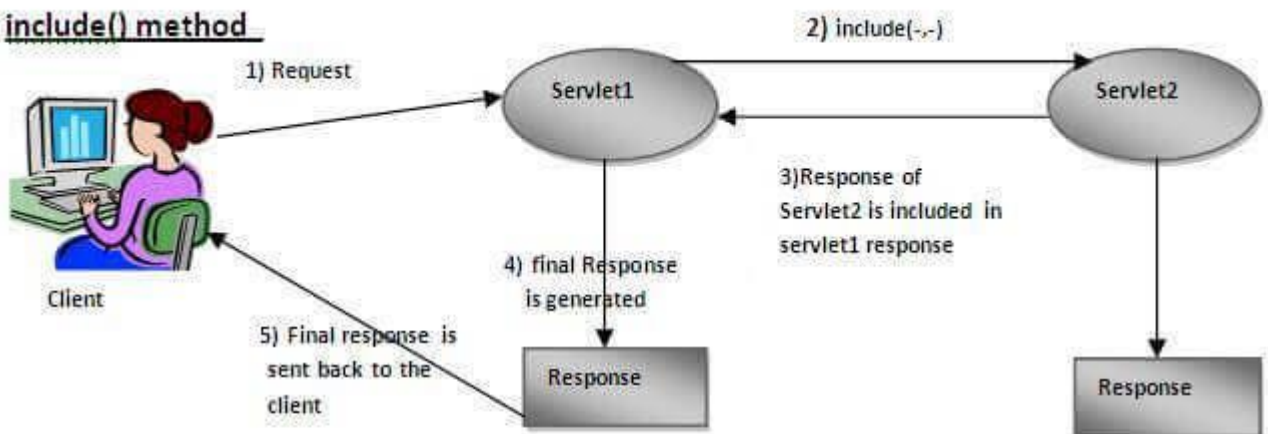 include() method
2) include(-,-)
1) Request
Servlet1
Servlet2
3)Response of
Servlet2 is included in
servlet1 response
4) final Response
is generated
Client
5) Final response is
sent back to the
client
Response
Response